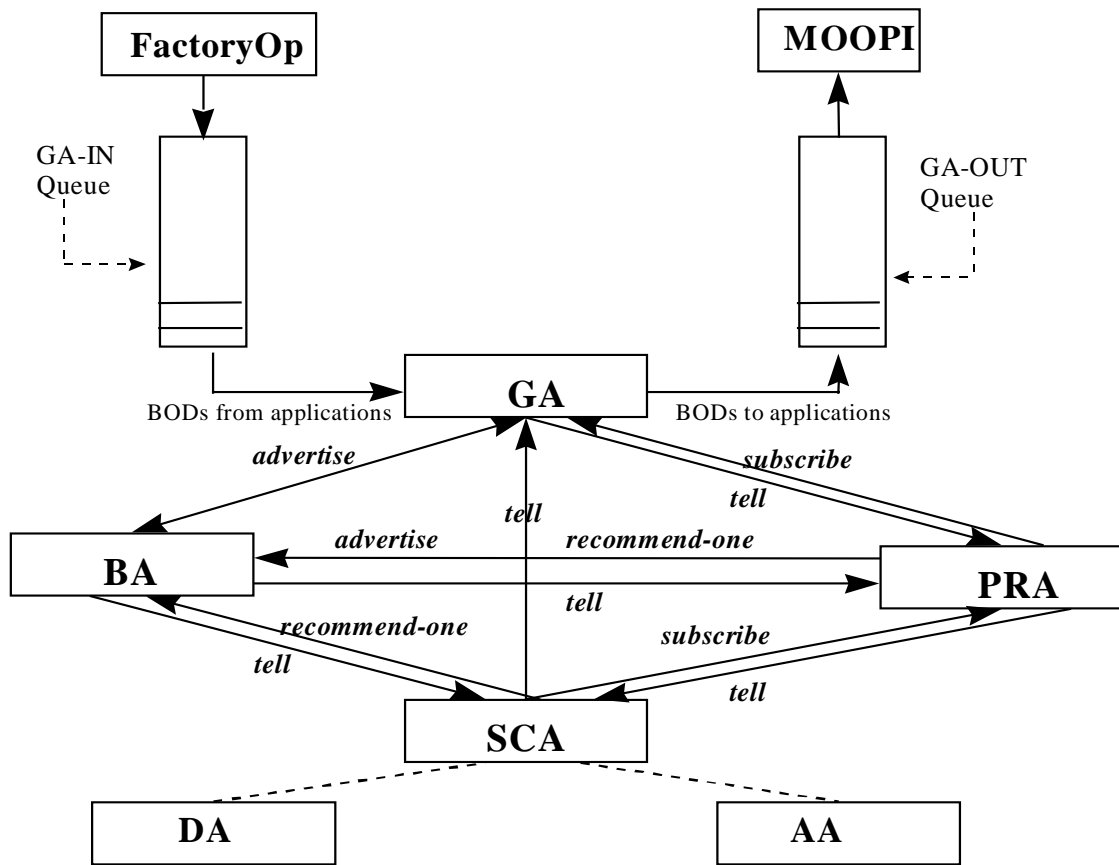 FactoryOp
MOOPI
GA-IN
Queue
GA-OUT
Queue
GA
BODs from applications
BODs to applications
advertise
subscribe
tell
tell
advertise
recommend-one
BA
PRA
tell
recommend-one
subscribe
tell
tell
SCA
DA
AA